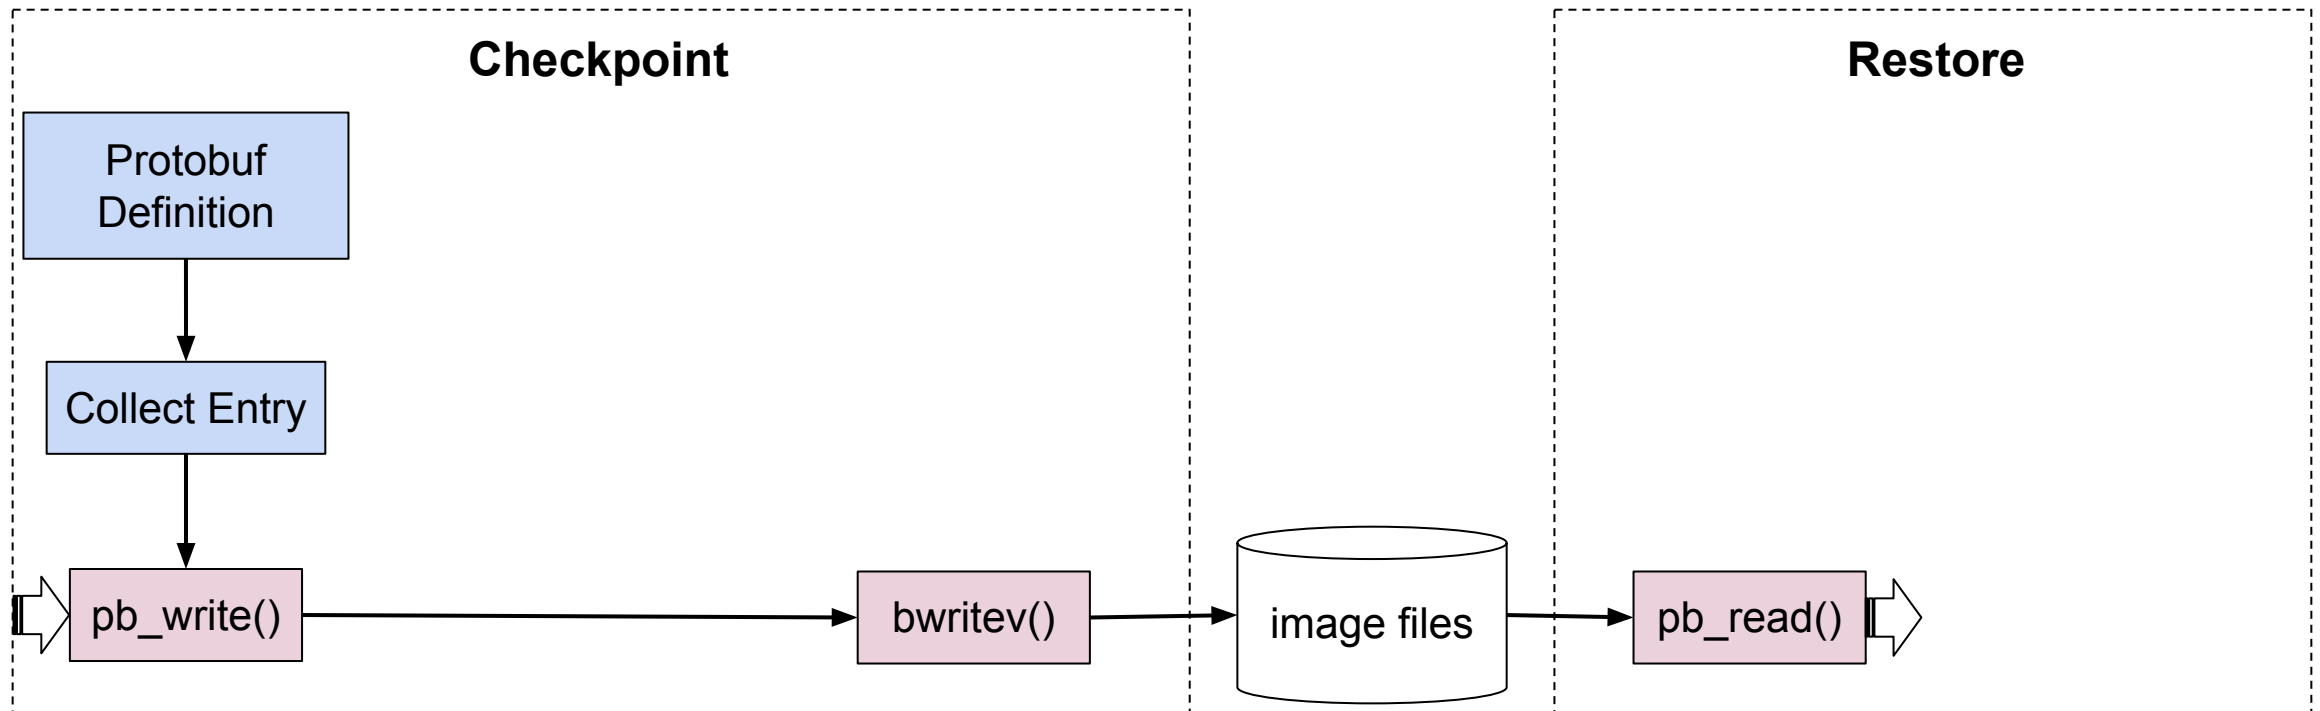 Checkpoint
Restore
Protobuf
Definition
Collect Entry
pb_write()
bwritev()
image files
pb_read()